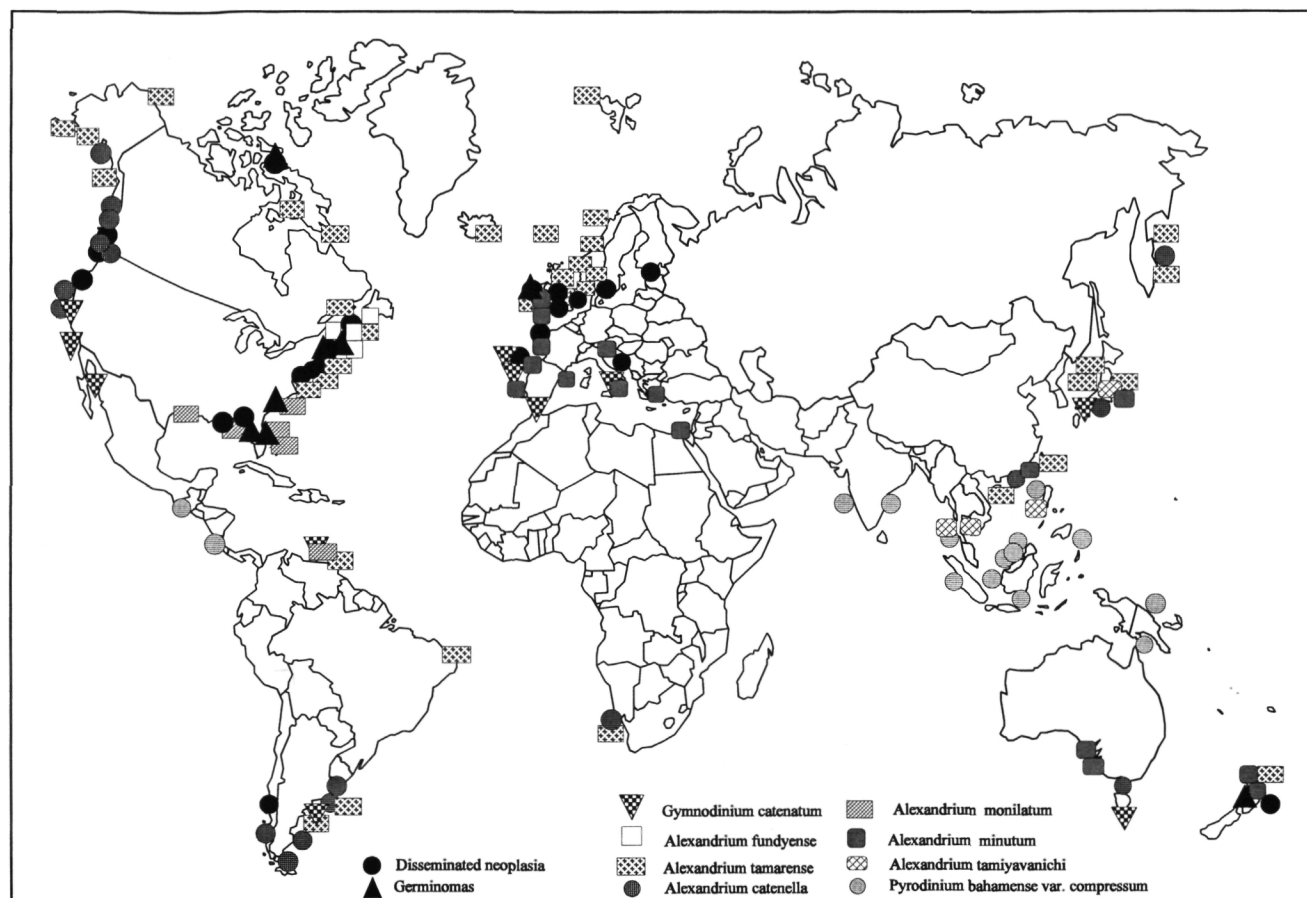 Gymnodinium catenatum
Alexandrium monilatum
Alexandrium fundyense
Alexandrium minutum
Disseminated neoplasia
Alexandrium tamarense
Alexandrium tamiyavanichi
Germinomas
Alexandrium catenella
Pyrodinium bahamense var. compressum